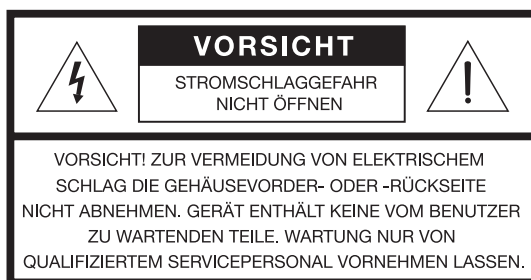 VORSICHT
STROMSCHLAGGEFAHR
NICHT ÖFFNEN
VORSICHT! ZUR VERMEIDUNG VON ELEKTRISCHEM
SCHLAG DIE GEHÄUSEVORDER- ODER -RÜCKSEITE
NICHT ABNEHMEN. GERÄT ENTHÄLT KEINE VOM BENUTZER
ZU WARTENDEN TEILE. WARTUNG NUR VON
QUALIFIZIERTEM SERVICEPERSONAL VORNEHMEN LASSEN.